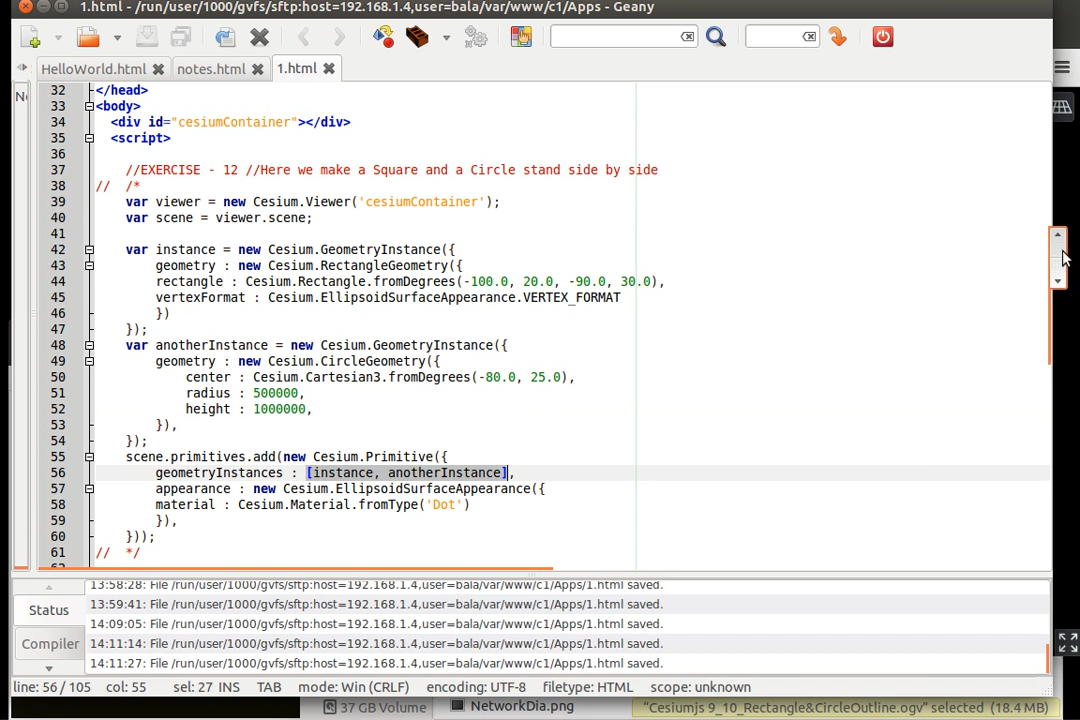 1.html - /run/user/1000/gvfs/sftp:host=192.168.1.4,user=bala/var/www/c1/Apps - Geany
HelloWorld.html notes.html 1.html
32 </head>
33 <body>
34 <div id="cesiumContainer"></div>
35 <script>
36
37 //EXERCISE - 12 //Here we make a Square and a Circle stand side by side
38 // /*
39 var viewer = new Cesium.Viewer('cesiumContainer');
40 var scene = viewer.scene;
41
42 var instance = new Cesium.GeometryInstance({
43 geometry : new Cesium.RectangleGeometry({
44 rectangle : Cesium.Rectangle.fromDegrees(-100.0, 20.0, -90.0, 30.0),
45 vertexFormat : Cesium.EllipsoidSurfaceAppearance.VERTEX_FORMAT
46 })
47 });
48 var anotherInstance = new Cesium.GeometryInstance({
49 geometry : new Cesium.CircleGeometry({
50 center : Cesium.Cartesian3.fromDegrees(-80.0, 25.0),
51 radius : 500000,
52 height : 1000000,
53 }),
54 });
55 scene.primitives.add(new Cesium.Primitive({
56 geometryInstances : [instance, anotherInstance],
57 appearance : new Cesium.EllipsoidSurfaceAppearance({
58 material : Cesium.Material.fromType('Dot')
59 }),
60 }));
61 // */
13:58:28: File /run/user/1000/gvfs/sftp:host=192.168.1.4,user=bala/var/www/c1/Apps/1.html saved.
Status 13:59:41: File /run/user/1000/gvfs/sftp:host=192.168.1.4,user=bala/var/www/c1/Apps/1.html saved.
14:09:05: File /run/user/1000/gvfs/sftp:host=192.168.1.4,user=bala/var/www/c1/Apps/1.html saved.
Compiler 14:11:14: File /run/user/1000/gvfs/sftp:host=192.168.1.4,user=bala/var/www/c1/Apps/1.html saved.
14:11:27: File /run/user/1000/gvfs/sftp:host=192.168.1.4,user=bala/var/www/c1/Apps/1.html saved.
line: 56 / 105 col: 55 sel: 27 INS TAB mode: Win (CRLF) encoding: UTF-8 filetype: HTML scope: unknown
37 GB Volume NetworkDia.png "Cesiumjs 9_10_Rectangle&CircleOutline.ogv" selected (18.4 MB)